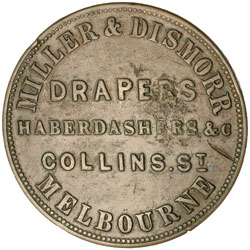 MILLER & DISMORR
DRAPERS
HABERDASHERS.&C
COLLINS.ST
MELBOURNE